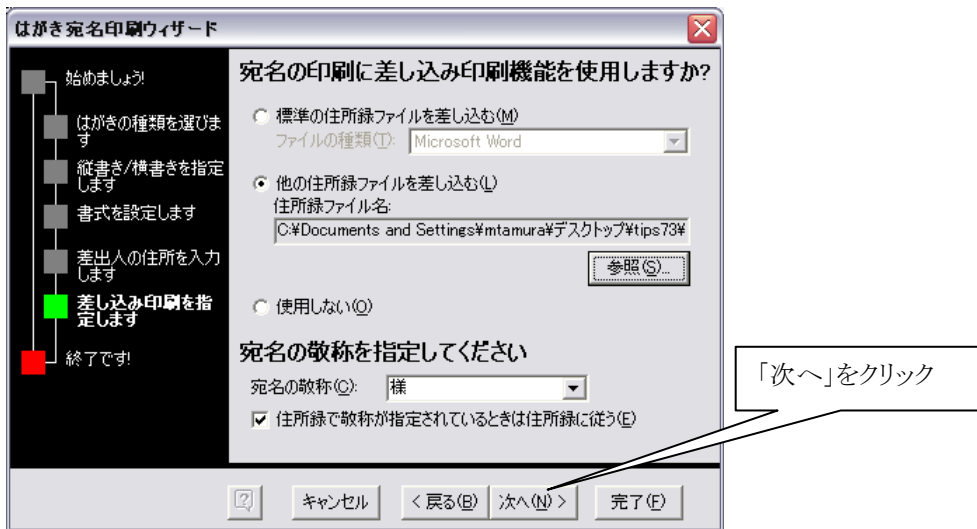 はがき宛名印刷ウィザード
始めましょう!
はがきの種類を選びま
す
縦書き/横書きを指定
します
書式を設定します
差出人の住所を入力
します
差し込み印刷を指
定します
終了です!
宛名の印刷に差し込み印刷機能を使用しますか?
標準の住所録ファイルを差し込む(M)
ファイルの種類(T): Microsoft Word
他の住所録ファイルを差し込む(L)
住所録ファイル名:
C:¥Documents and Settings¥mtamura¥デスクトップ¥tips73¥
参照(S)...
使用しない(O)
宛名の敬称を指定してください
宛名の敬称(C): 様
住所録で敬称が指定されているときは住所録に従う(E)
キャンセル < 戻る(B) 次へ(N) > 完了(F)
「次へ」をクリック